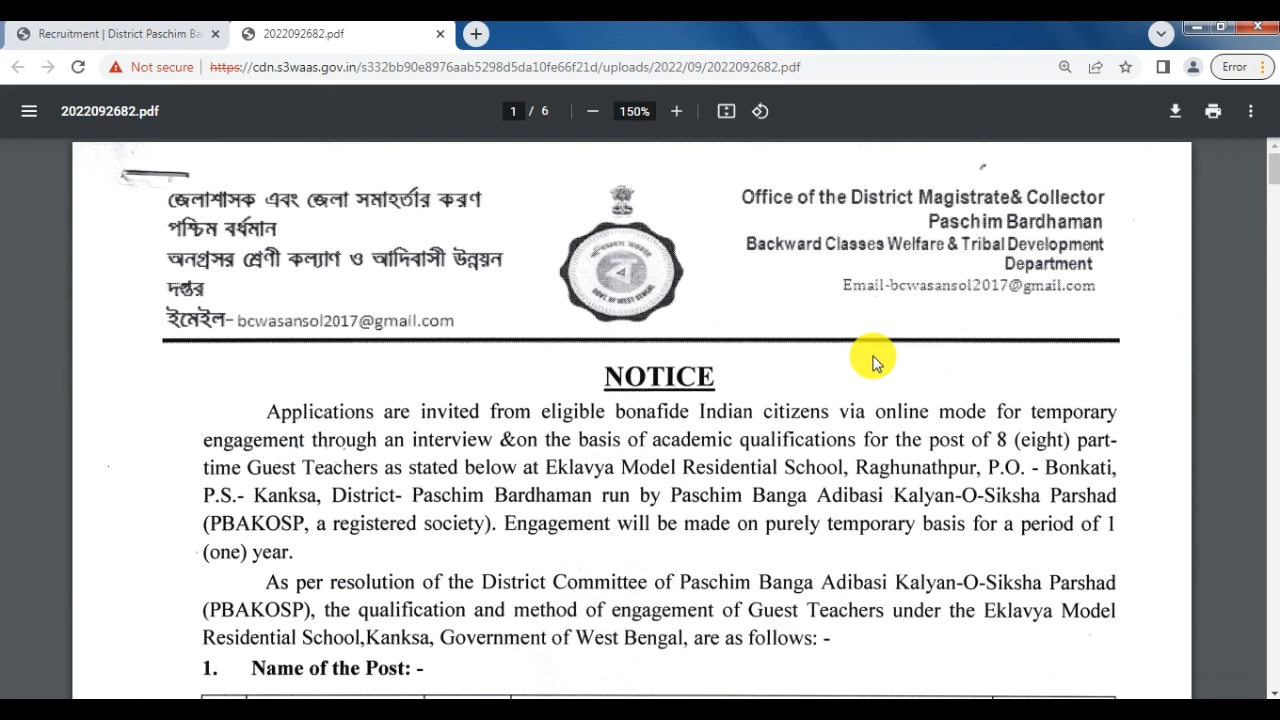 Recruitment | District Paschim Ba
2022092682.pdf
Not secure | https://cdn.s3waas.gov.in/s332bb90e8976aab5298d5da10fe66f21d/uploads/2022/09/2022092682.pdf
Error
2022092682.pdf
1 / 6
150%
জেলাশাসক এবং জেলা সমাহর্তার করণ
পশ্চিম বর্ধমান
অনগ্রসর শ্রেণী কল্যাণ ও আদিবাসী উন্নয়ন
দপ্তর
ইমেইল- bcwasansol2017@gmail.com
Office of the District Magistrate& Collector
Paschim Bardhaman
Backward Classes Welfare & Tribal Development
Department
Email-bcwasansol2017@gmail.com
NOTICE
Applications are invited from eligible bonafide Indian citizens via online mode for temporary
engagement through an interview &on the basis of academic qualifications for the post of 8 (eight) part-
time Guest Teachers as stated below at Eklavya Model Residential School, Raghunathpur, P.O. - Bonkati,
P.S.- Kanksa, District- Paschim Bardhaman run by Paschim Banga Adibasi Kalyan-O-Siksha Parshad
(PBAKOSP, a registered society). Engagement will be made on purely temporary basis for a period of 1
(one) year.
As per resolution of the District Committee of Paschim Banga Adibasi Kalyan-O-Siksha Parshad
(PBAKOSP), the qualification and method of engagement of Guest Teachers under the Eklavya Model
Residential School,Kanksa, Government of West Bengal, are as follows: -
1. Name of the Post: -